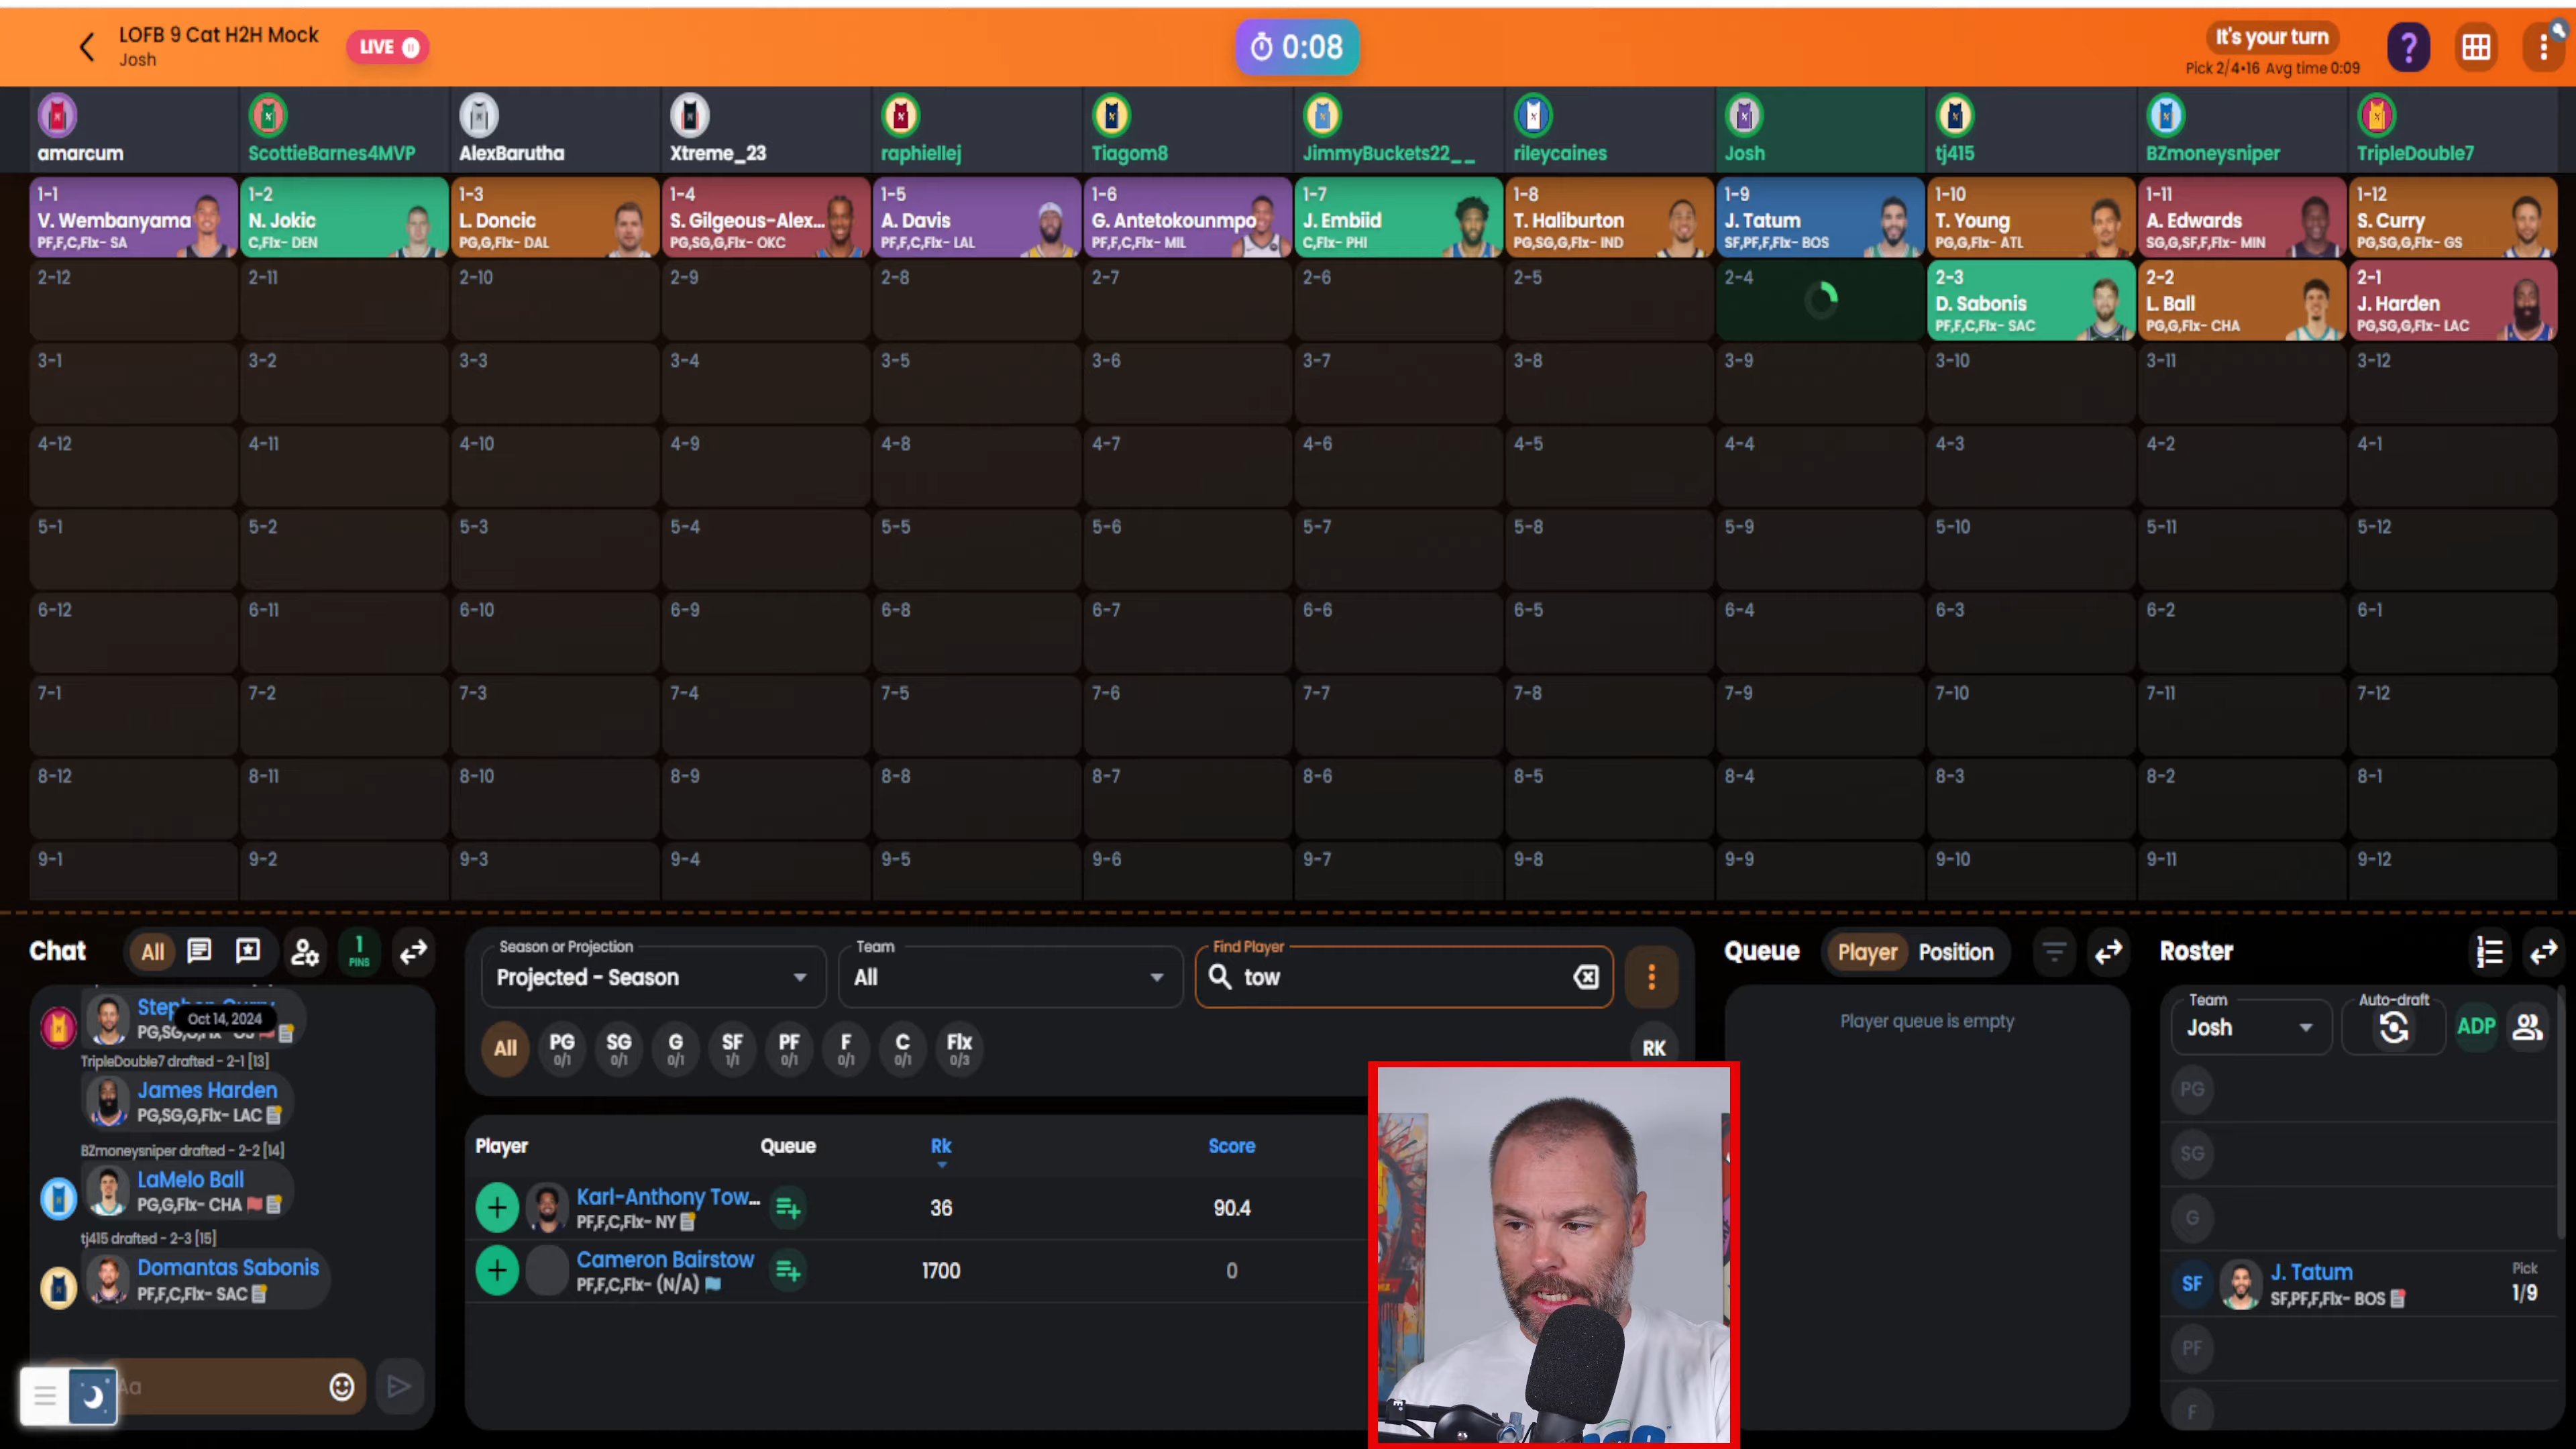 LOFB 9 Cat H2H Mock
Josh
LIVE
0:08
It's your turn
Pick 2/4•16 Avg time 0:09
?
amarcum
ScottieBarnes4MVP
AlexBarutha
Xtreme_23
raphiellej
Tiagom8
JimmyBuckets22__
rileycaines
Josh
tj415
BZmoneysniper
TripleDouble7
1-1
V. Wembanyama
PF,F,C,Flx- SA
1-2
N. Jokic
C,Flx- DEN
1-3
L. Doncic
PG,G,Flx- DAL
1-4
S. Gilgeous-Alex...
PG,SG,G,Flx- OKC
1-5
A. Davis
PF,F,C,Flx- LAL
1-6
G. Antetokounmpo
PF,F,C,Flx- MIL
1-7
J. Embiid
C,Flx- PHI
1-8
T. Haliburton
PG,SG,G,Flx- IND
1-9
J. Tatum
SF,PF,F,Flx- BOS
1-10
T. Young
PG,G,Flx- ATL
1-11
A. Edwards
SG,G,SF,F,Flx- MIN
1-12
S. Curry
PG,SG,G,Flx- GS
2-12
2-11
2-10
2-9
2-8
2-7
2-6
2-5
2-4
2-3
D. Sabonis
PF,F,C,Flx- SAC
2-2
L. Ball
PG,G,Flx- CHA
2-1
J. Harden
PG,SG,G,Flx- LAC
3-1
3-2
3-3
3-4
3-5
3-6
3-7
3-8
3-9
3-10
3-11
3-12
4-12
4-11
4-10
4-9
4-8
4-7
4-6
4-5
4-4
4-3
4-2
4-1
5-1
5-2
5-3
5-4
5-5
5-6
5-7
5-8
5-9
5-10
5-11
5-12
6-12
6-11
6-10
6-9
6-8
6-7
6-6
6-5
6-4
6-3
6-2
6-1
7-1
7-2
7-3
7-4
7-5
7-6
7-7
7-8
7-9
7-10
7-11
7-12
8-12
8-11
8-10
8-9
8-8
8-7
8-6
8-5
8-4
8-3
8-2
8-1
9-1
9-2
9-3
9-4
9-5
9-6
9-7
9-8
9-9
9-10
9-11
9-12
Chat
All
1
PINS
Oct 14, 2024
TripleDouble7 drafted - 2-1 [13]
James Harden
PG,SG,G,Flx- LAC
BZmoneysniper drafted - 2-2 [14]
LaMelo Ball
PG,G,Flx- CHA
tj415 drafted - 2-3 [15]
Domantas Sabonis
PF,F,C,Flx- SAC
Aa
Season or Projection
Projected - Season
Team
All
Find Player
tow
All
PG
0/1
SG
0/1
G
0/1
SF
1/1
PF
0/1
F
0/1
C
0/1
Flx
0/3
RK
Player
Queue
Rk
Score
Karl-Anthony Tow...
PF,F,C,Flx- NY
36
90.4
Cameron Bairstow
PF,F,C,Flx- (N/A)
1700
0
Queue
Player
Position
Player queue is empty
Roster
Team
Josh
Auto-draft
ADP
PG
SG
G
SF
J. Tatum
SF,PF,F,Flx- BOS
Pick
1/9
PF
F